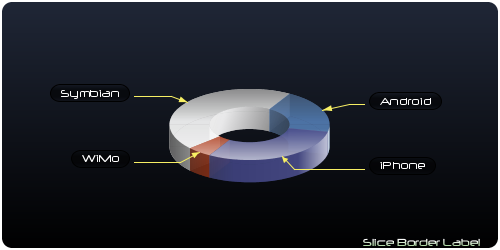 Symbian
Android
WiMo
iPhone
Slice Border Label